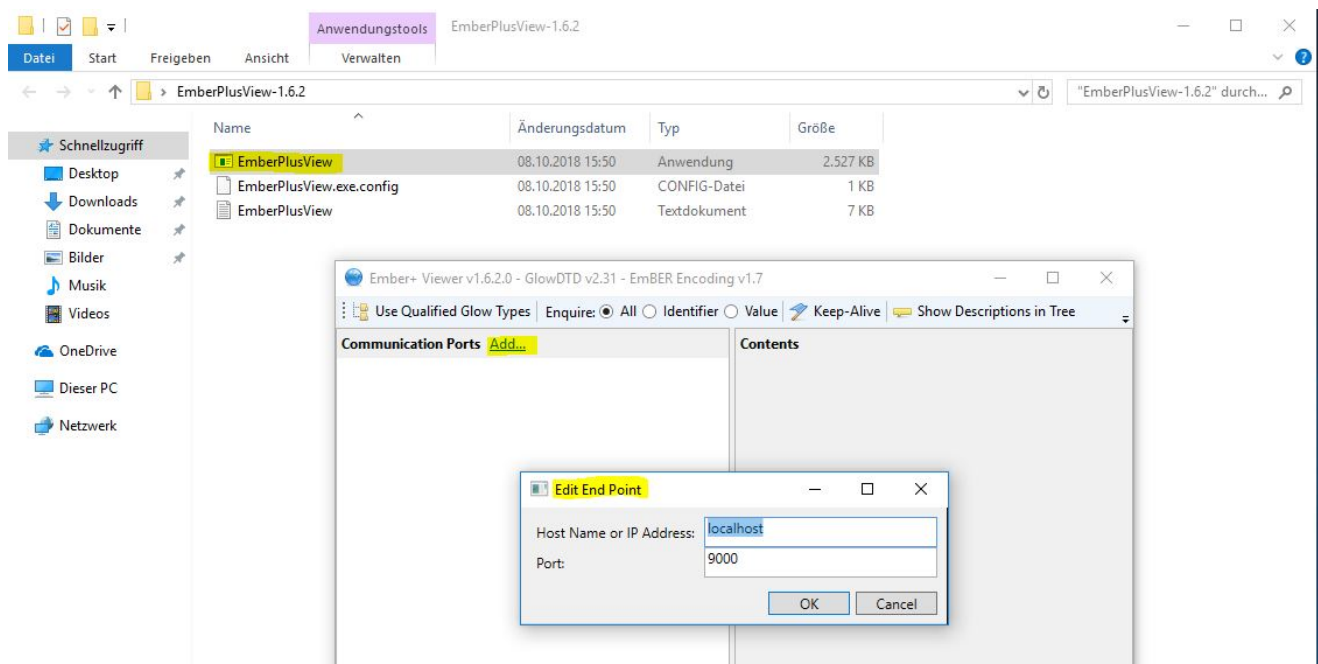 Anwendungstools EmberPlusView-1.6.2
Datei Start Freigeben Ansicht Verwalten
EmberPlusView-1.6.2 "EmberPlusView-1.6.2" durch...
Name Änderungsdatum Typ Größe
Schnellzugriff
Desktop
Downloads
Dokumente
Bilder
Musik
Videos
OneDrive
Dieser PC
Netzwerk
EmberPlusView 08.10.2018 15:50 Anwendung 2.527 KB
EmberPlusView.exe.config 08.10.2018 15:50 CONFIG-Datei 1 KB
EmberPlusView 08.10.2018 15:50 Textdokument 7 KB
Ember+ Viewer v1.6.2.0 - GlowDTD v2.31 - EmBER Encoding v1.7
Use Qualified Glow Types Enquire: All Identifier Value Keep-Alive Show Descriptions in Tree
Communication Ports Add... Contents
Edit End Point
Host Name or IP Address: localhost
Port: 9000
OK Cancel